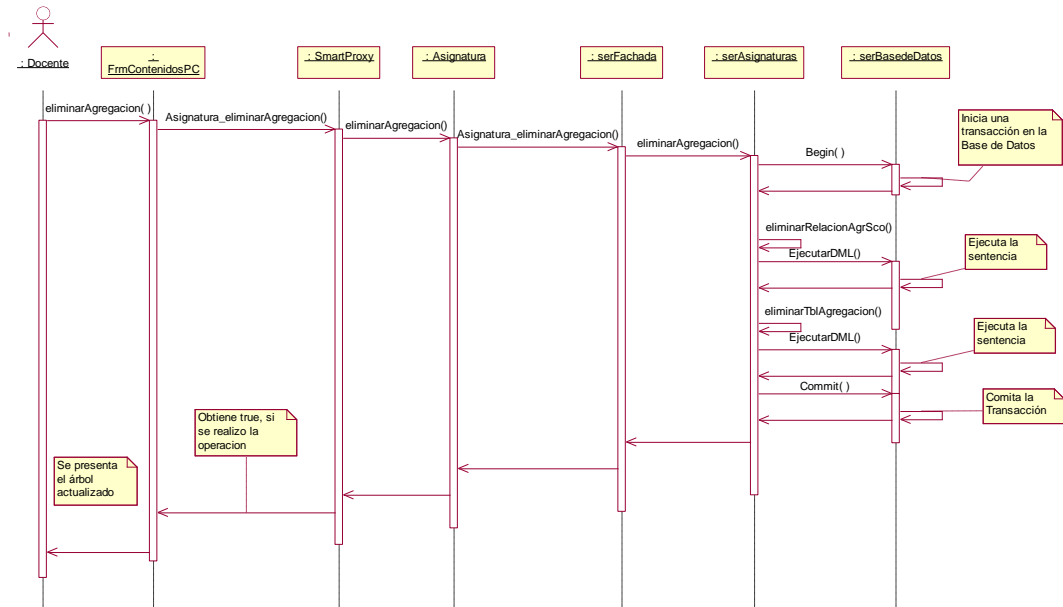 : Docente
:
FrmContenidosPC
: SmartProxy
: Asignatura
: serFachada
: serAsignaturas
: serBasedeDatos
eliminarAgregacion( )
Asignatura_eliminarAgregacion()
eliminarAgregacion()
Asignatura_eliminarAgregacion()
eliminarAgregacion()
Begin( )
Inicia una
transacción en la
Base de Datos
eliminarRelacionAgrSco()
EjecutarDML()
Ejecuta la
sentencia
eliminarTblAgregacion()
EjecutarDML()
Ejecuta la
sentencia
Commit( )
Comita la
Transacción
Obtiene true, si
se realizo la
operacion
Se presenta
el árbol
actualizado